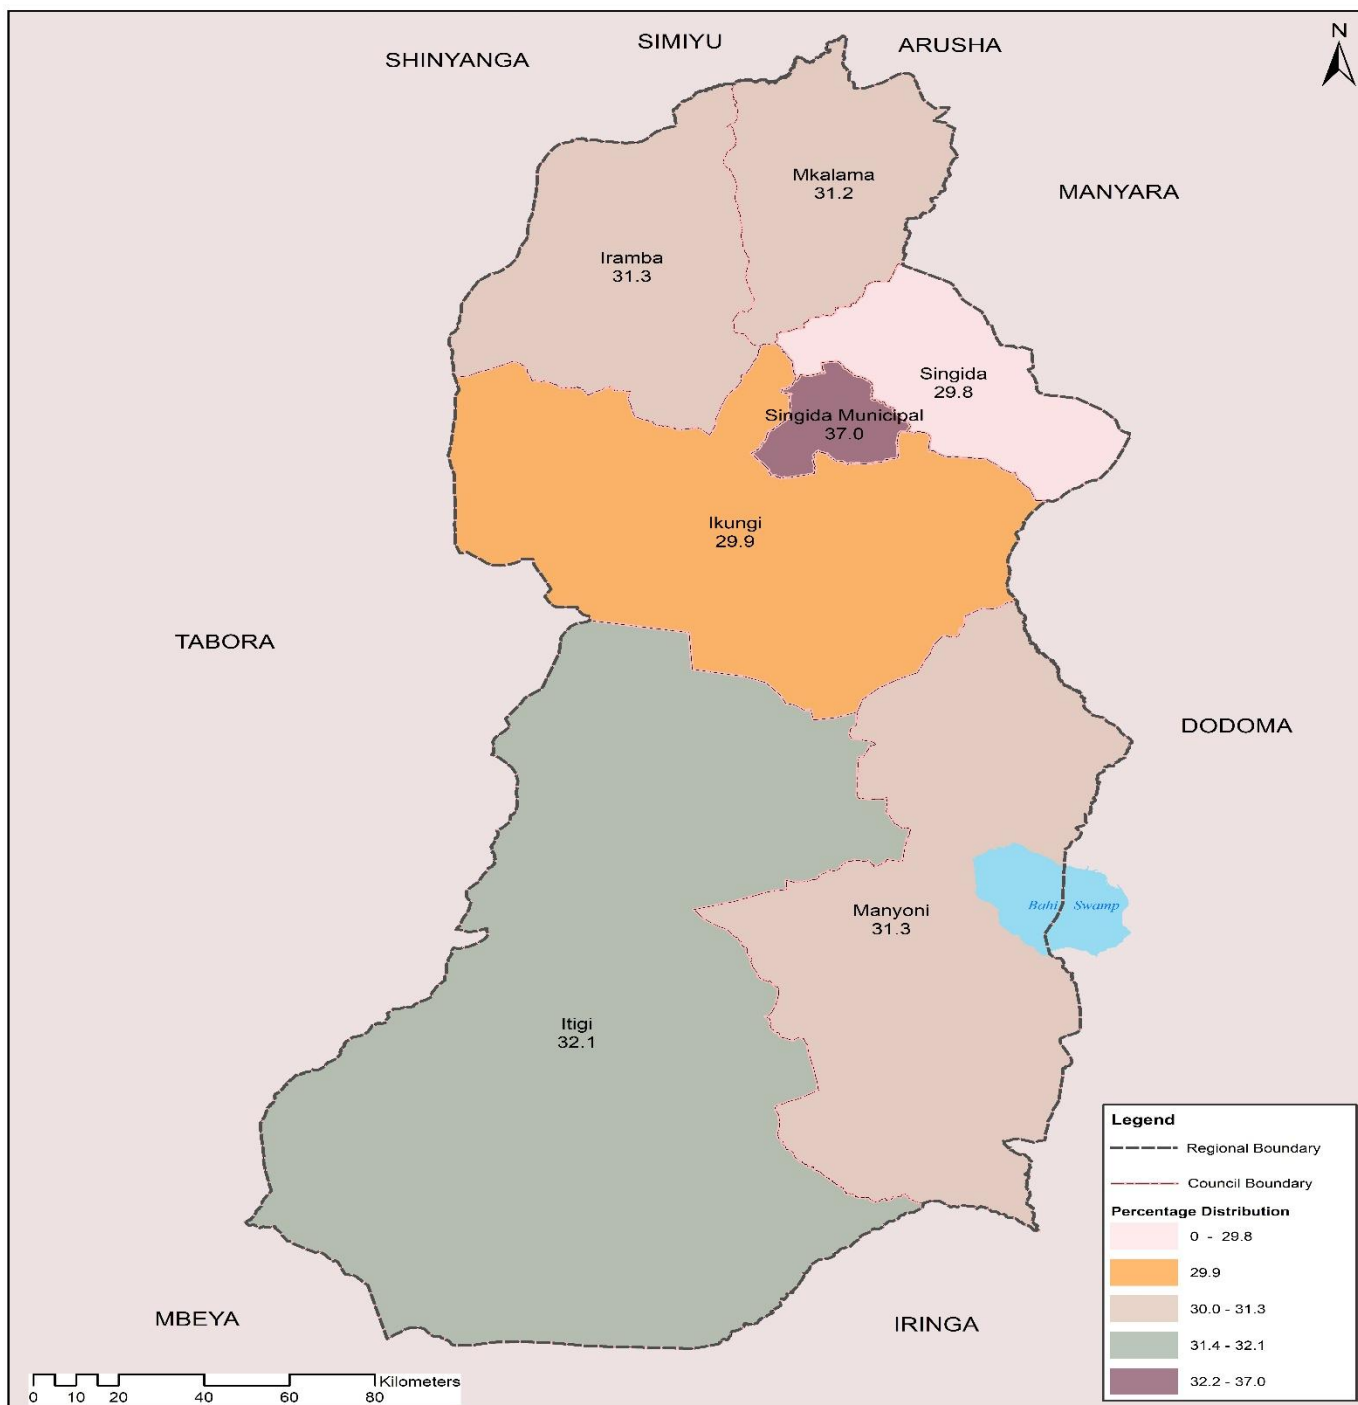 SIMIYU
ARUSHA
N
SHINYANGA
Mkalama
31.2
MANYARA
Iramba
31.3
Singida
29.8
Singida Municipal
37.0
Ikungi
29.9
TABORA
DODOMA
Bahi Swamp
Manyoni
31.3
Itigi
32.1
MBEYA
IRINGA
Legend
Regional Boundary
Council Boundary
Percentage Distribution
0 - 29.8
29.9
30.0 - 31.3
31.4 - 32.1
32.2 - 37.0
Kilometers
0 10 20 40 60 80